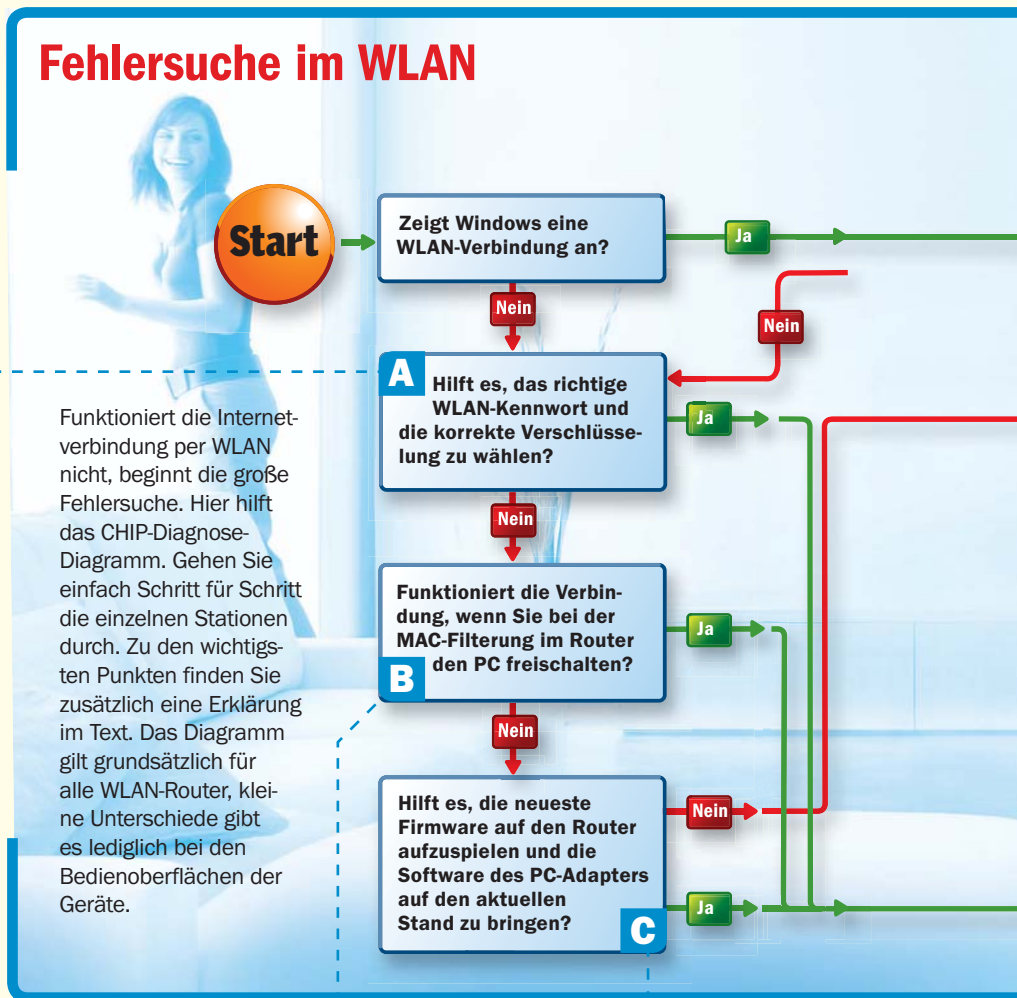 Fehlersuche im WLAN
Start
Zeigt Windows eine
WLAN-Verbindung an?
Ja
Nein
Nein
A
Hilft es, das richtige
WLAN-Kennwort und
die korrekte Verschlüsse-
lung zu wählen?
Ja
Nein
Funktioniert die Internet-
verbindung per WLAN
nicht, beginnt die große
Fehlersuche. Hier hilft
das CHIP-Diagnose-
Diagramm. Gehen Sie
einfach Schritt für Schritt
die einzelnen Stationen
durch. Zu den wichtigs-
ten Punkten finden Sie
zusätzlich eine Erklärung
im Text. Das Diagramm
gilt grundsätzlich für
alle WLAN-Router, klei-
ne Unterschiede gibt
es lediglich bei den
Bedienoberflächen der
Geräte.
Funktioniert die Verbin-
dung, wenn Sie bei der
MAC-Filterung im Router
den PC freischalten?
B
Ja
Nein
Hilft es, die neueste
Firmware auf den Router
aufzuspielen und die
Software des PC-Adapters
auf den aktuellen
Stand zu bringen?
C
Nein
Ja